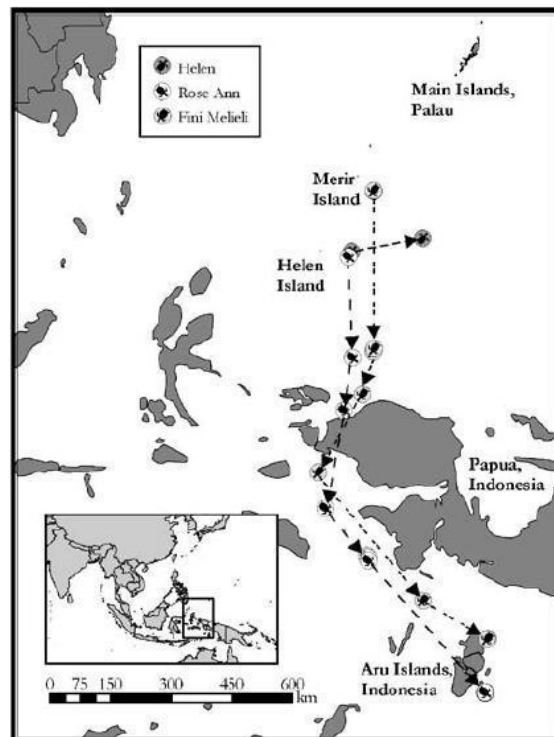 Helen
Rose Ann
Fini Melieli
Main Islands,
Palau
Merir
Island
Helen
Island
Papua,
Indonesia
Aru Islands,
Indonesia
0 75 150 300 450 600
km